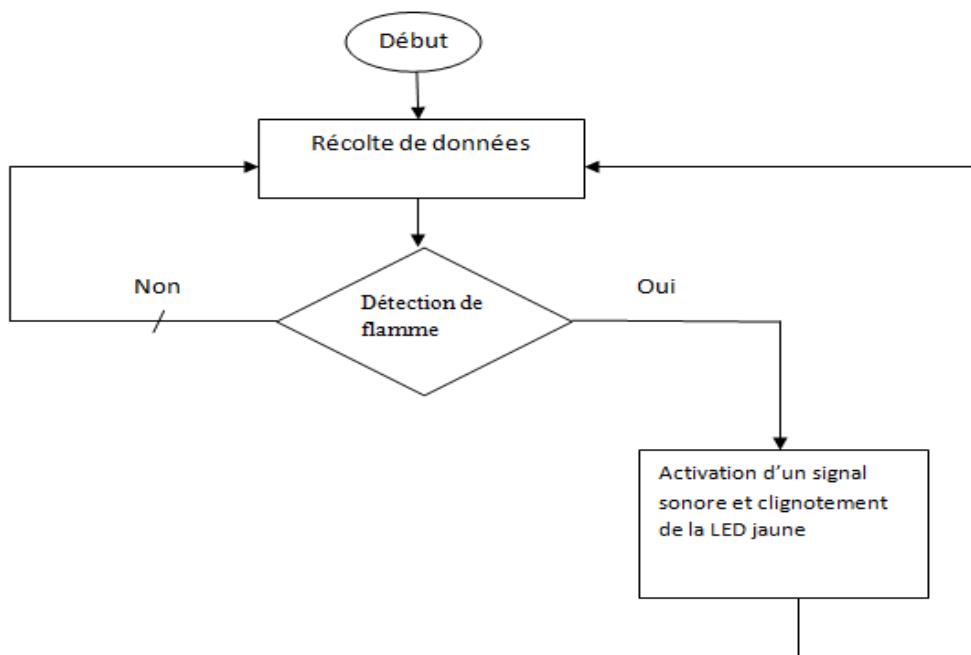 Début
Récolte de données
Non
Oui
Détection de
flamme
Activation d’un signal
sonore et clignotement
de la LED jaune